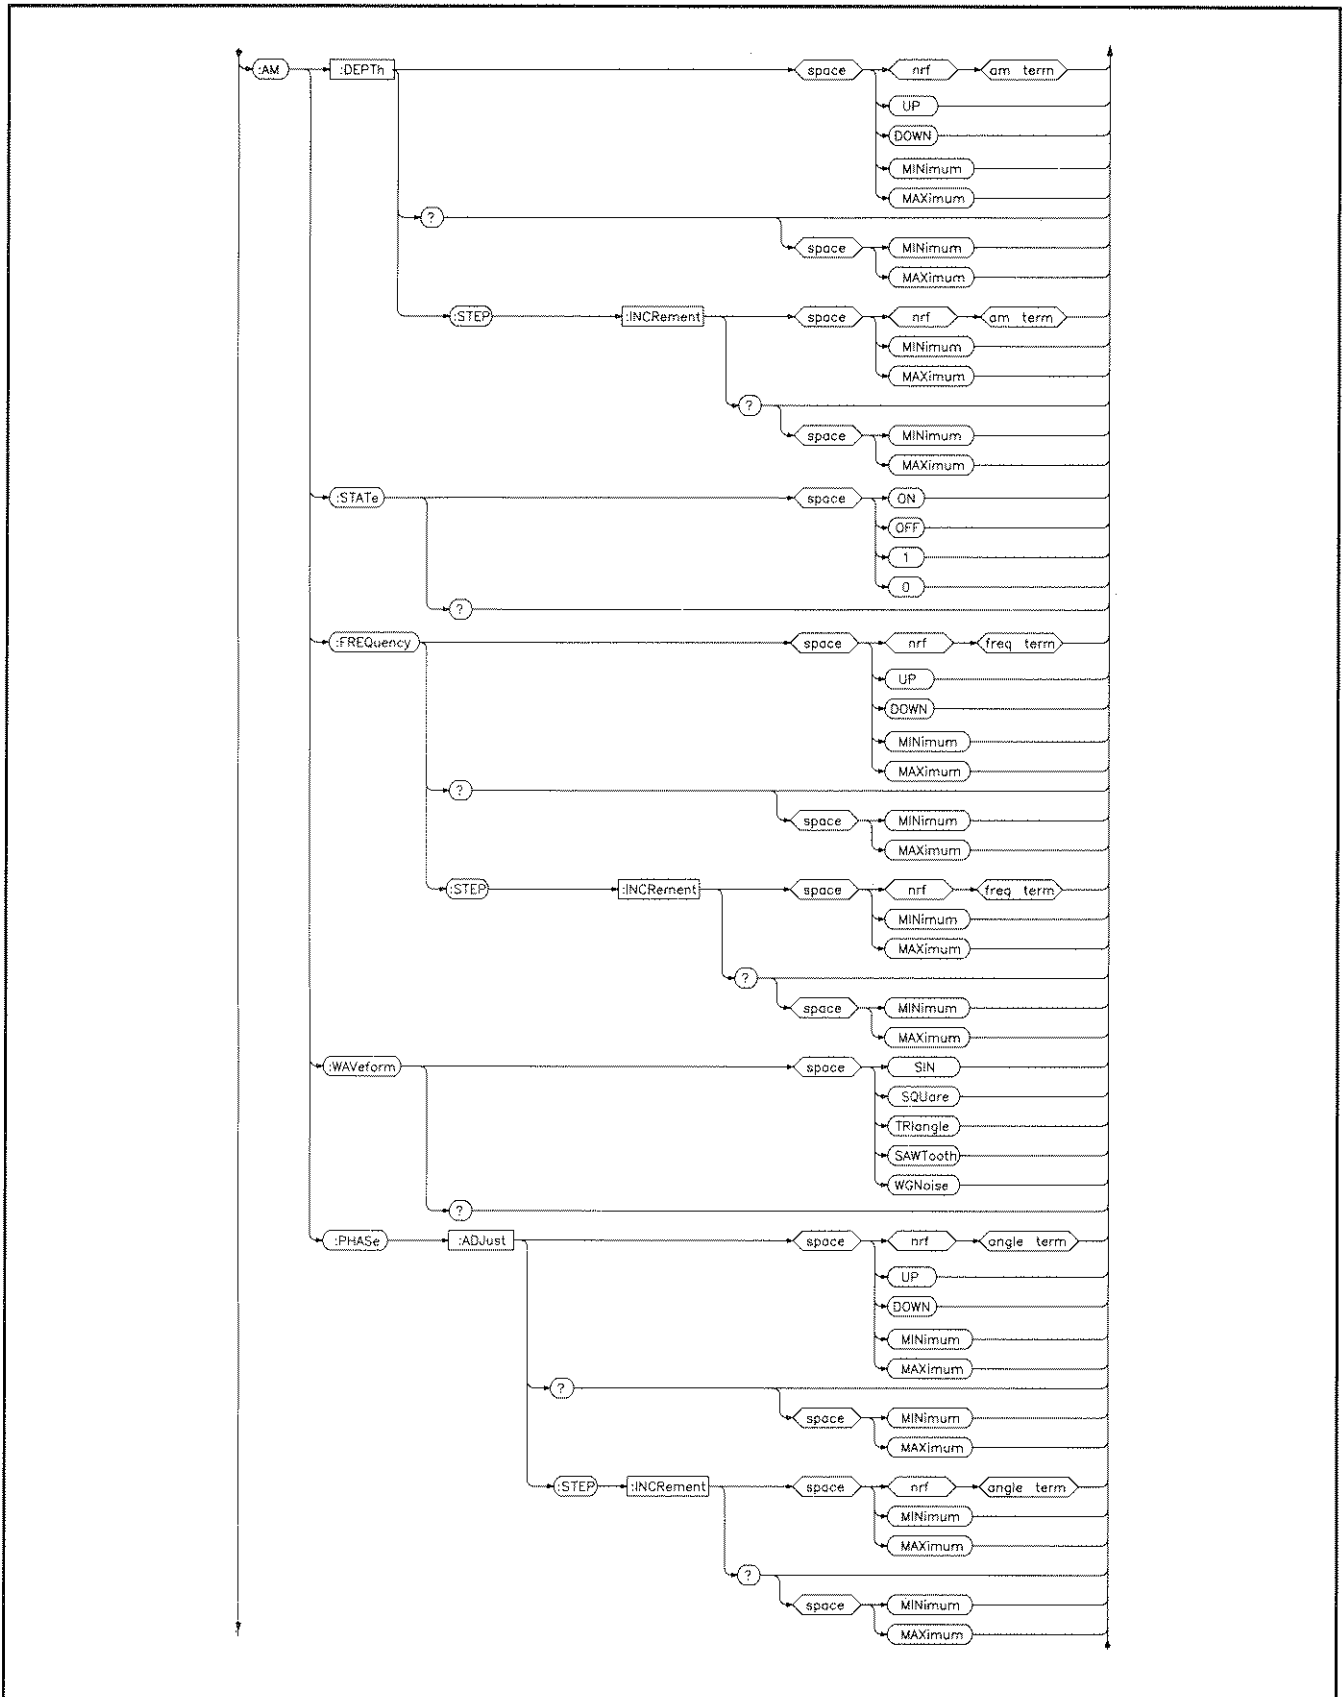 :AM :DEPTh space nrf am term
UP
DOWN
MINimum
MAXimum
?
space MINimum
MAXimum
:STEP :INCRement space nrf am term
MINimum
MAXimum
?
space MINimum
MAXimum
:STATe space ON
OFF
1
0
?
:FREQuency space nrf freq term
UP
DOWN
MINimum
MAXimum
?
space MINimum
MAXimum
:STEP :INCRement space nrf freq term
MINimum
MAXimum
?
space MINimum
MAXimum
:WAVeform space SIN
SQUare
TRIangle
SAWTooth
WGNoise
?
:PHASe :ADJust space nrf angle term
UP
DOWN
MINimum
MAXimum
?
space MINimum
MAXimum
:STEP :INCRement space nrf angle term
MINimum
MAXimum
?
space MINimum
MAXimum